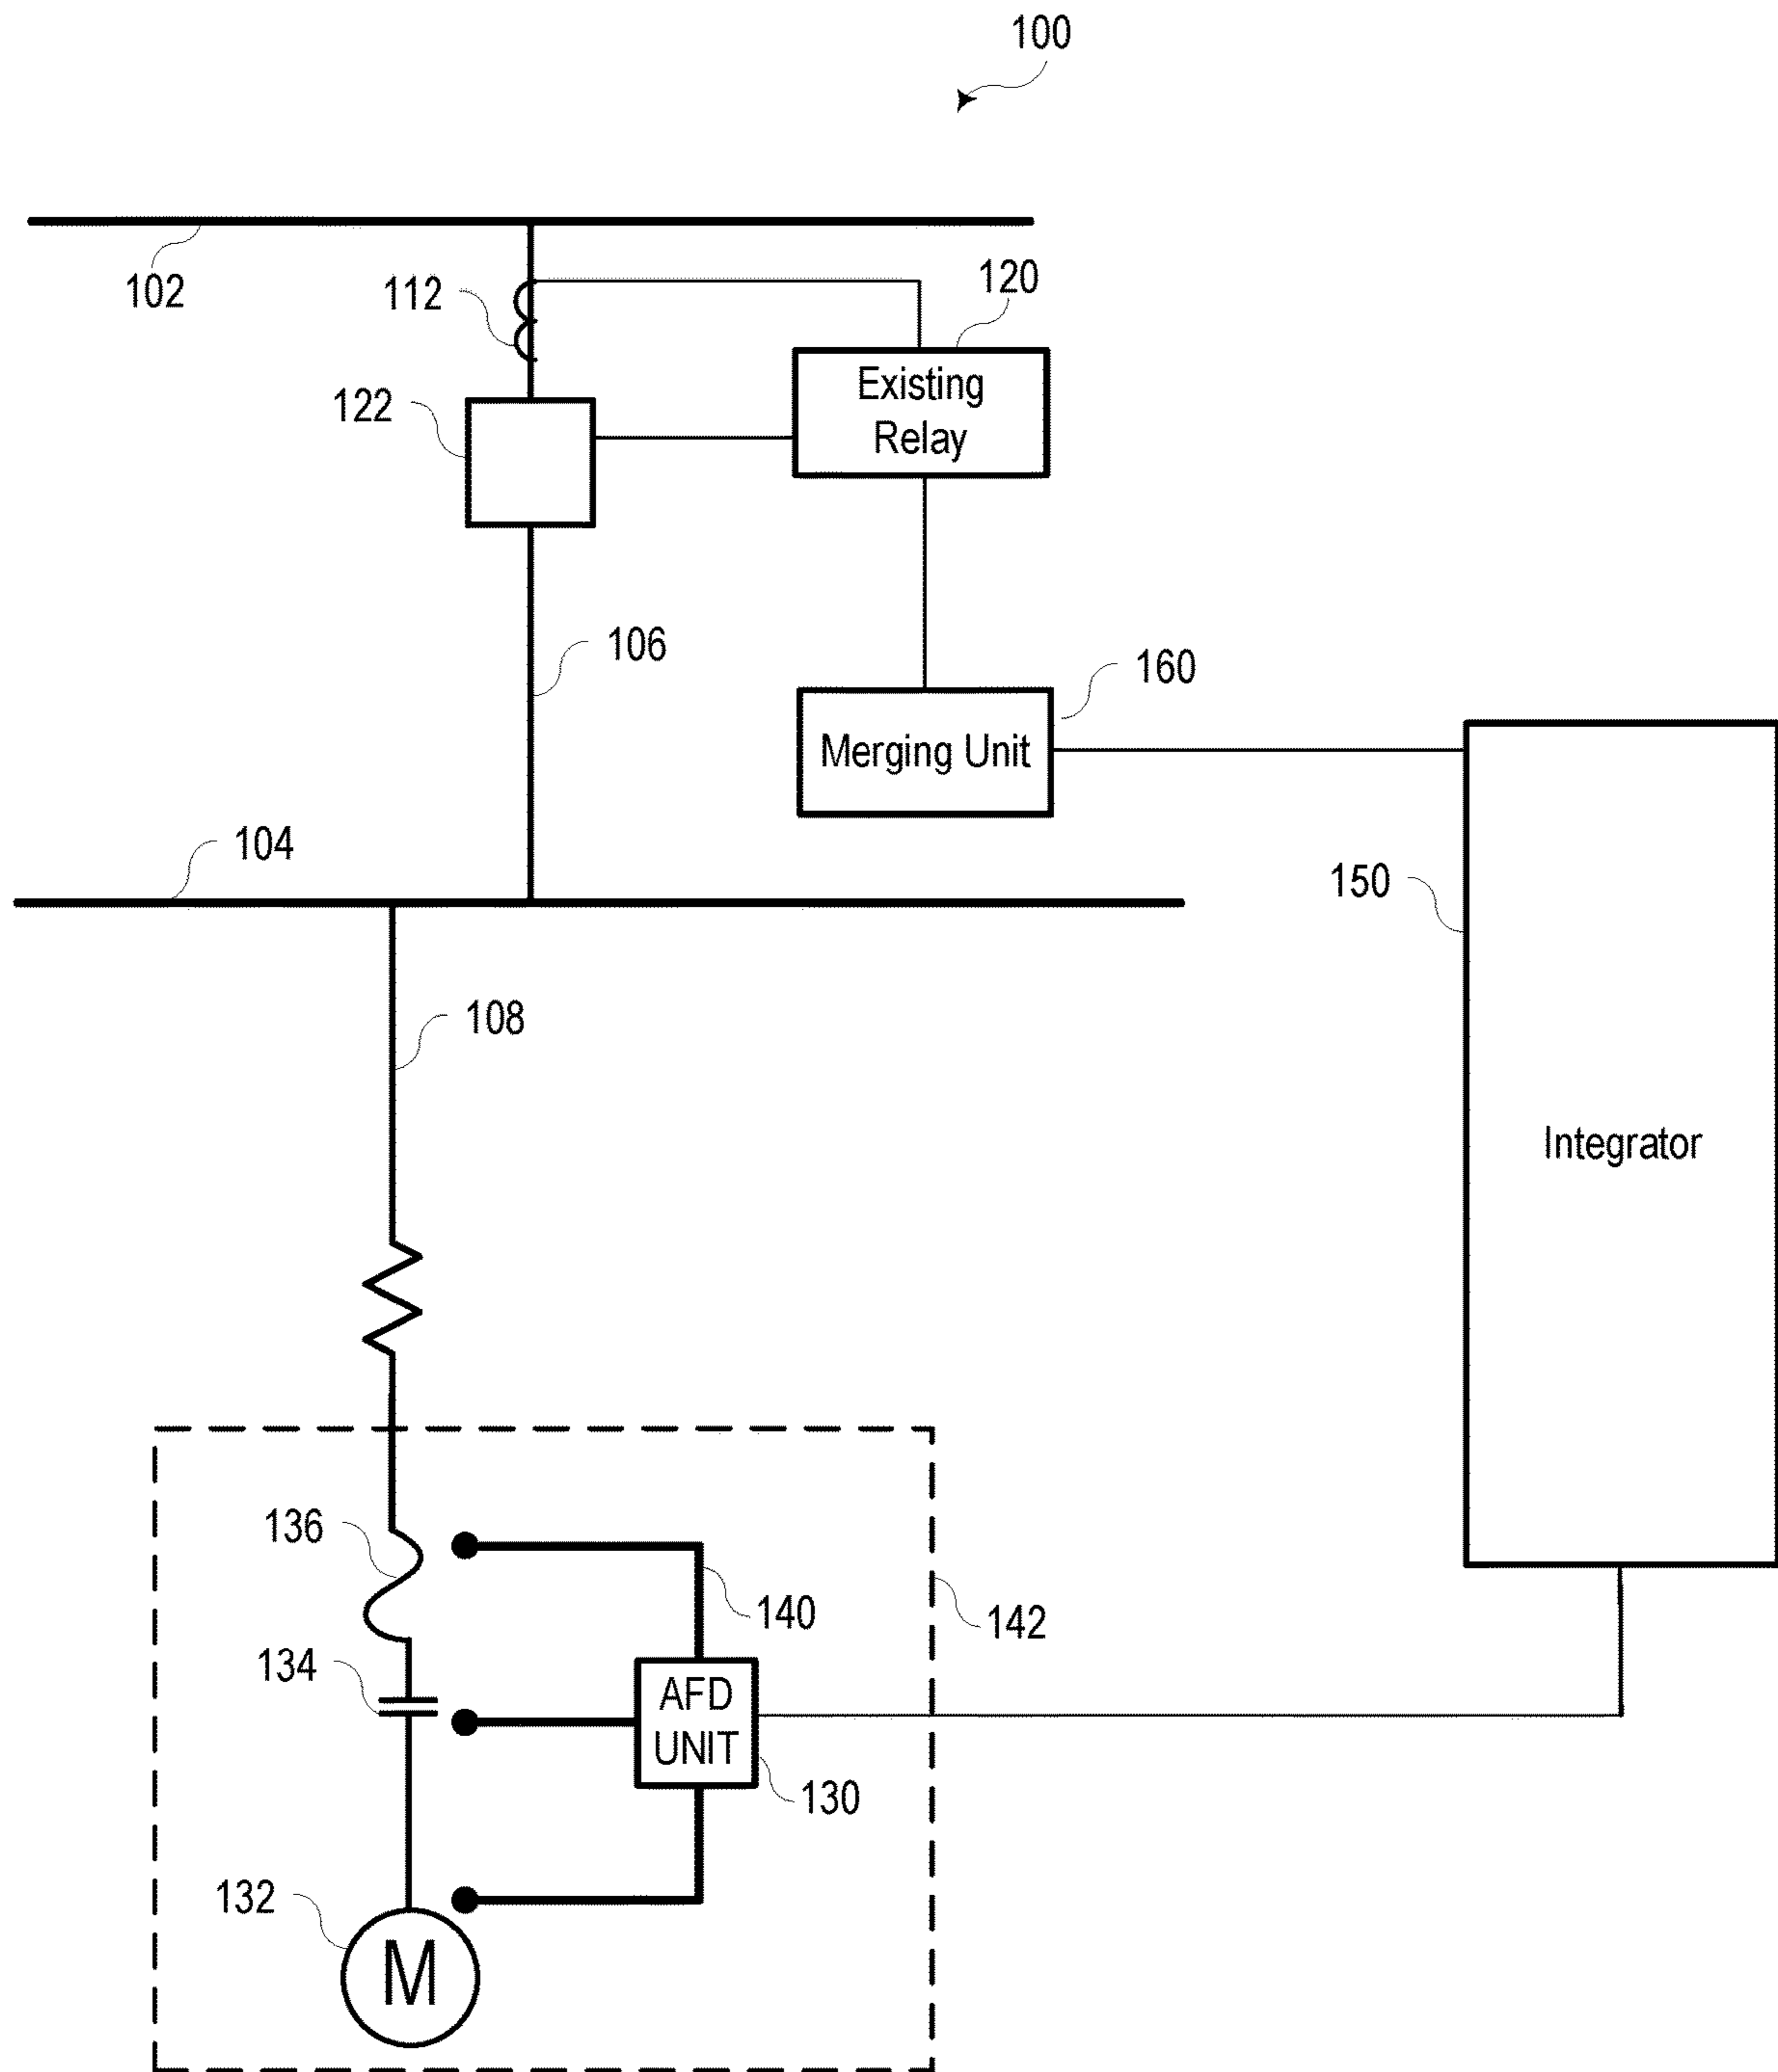 100
102
112
120
Existing
Relay
122
106
160
Merging Unit
104
150
108
Integrator
136
140
142
134
AFD
UNIT
130
132
M